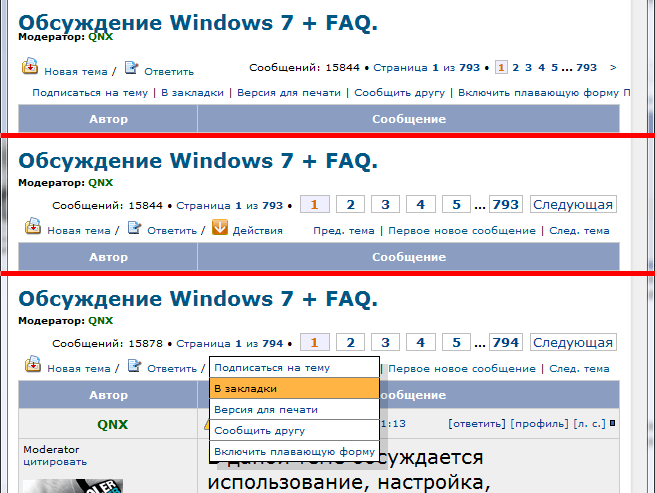 Обсуждение Windows 7 + FAQ.
Модератор: QNX
Новая тема / Ответить Сообщений: 15844 • Страница 1 из 793 • 1 2 3 4 5 ... 793 >
Подписаться на тему | В закладки | Версия для печати | Сообщить другу | Включить плавающую форму П
Автор Сообщение
Обсуждение Windows 7 + FAQ.
Модератор: QNX
Сообщений: 15844 • Страница 1 из 793 • 1 2 3 4 5 ... 793 Следующая
Новая тема / Ответить / Действия Пред. тема | Первое новое сообщение | След. тема
Автор Сообщение
Обсуждение Windows 7 + FAQ.
Модератор: QNX
Сообщений: 15878 • Страница 1 из 794 • 1 2 3 4 5 ... 794 Следующая
Новая тема / Ответить / Подписаться на тему | Первое новое сообщение | След. тема
Автор В закладки сообщение
QNX Версия для печати 1:13 [ответить] [профиль] [л. с.]
Сообщить другу
Moderator Включить плавающую форму
цитировать обсуждается
использование, настройка,